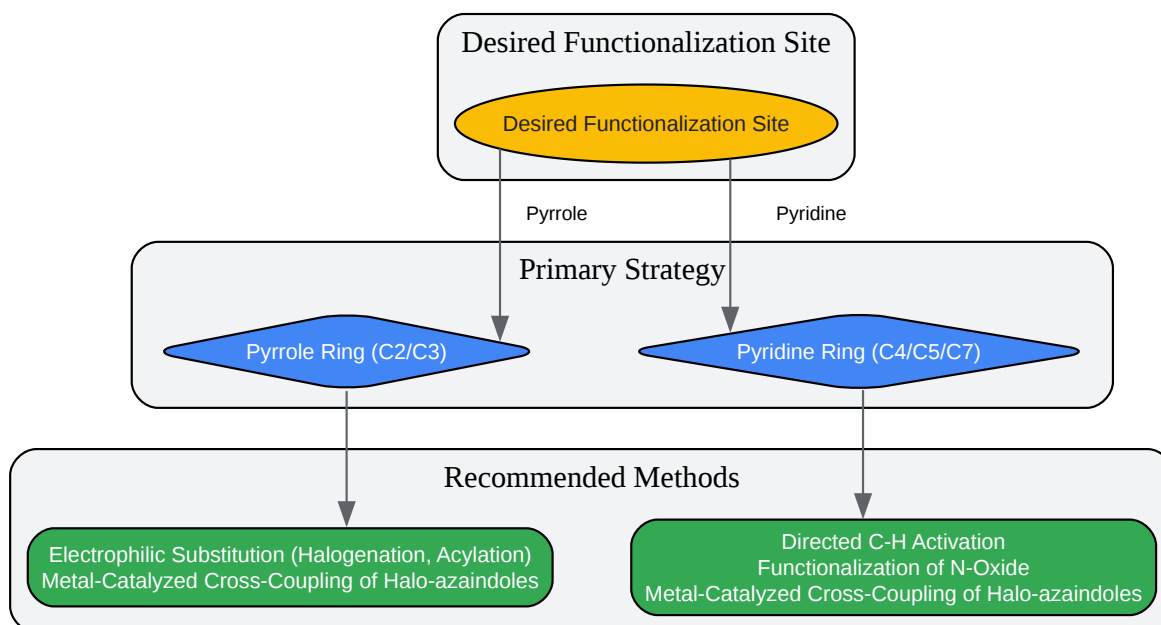 Desired Functionalization Site
Desired Functionalization Site
Pyrrole
Pyridine
Primary Strategy
Pyrrole Ring (C2/C3)
Pyridine Ring (C4/C5/C7)
Recommended Methods
Electrophilic Substitution (Halogenation, Acylation)
Metal-Catalyzed Cross-Coupling of Halo-azaindoles
Directed C-H Activation
Functionalization of N-Oxide
Metal-Catalyzed Cross-Coupling of Halo-azaindoles